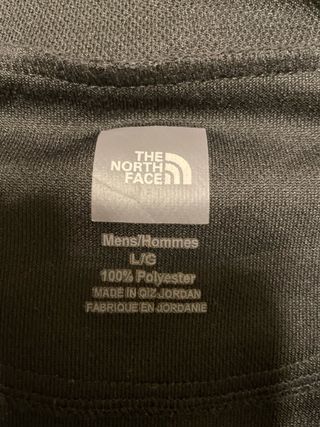 THE
NORTH
FACE
Mens/Hommes
L/G
100% Polyester
MADE IN QIZ JORDAN
FABRIQUE EN JORDANIE